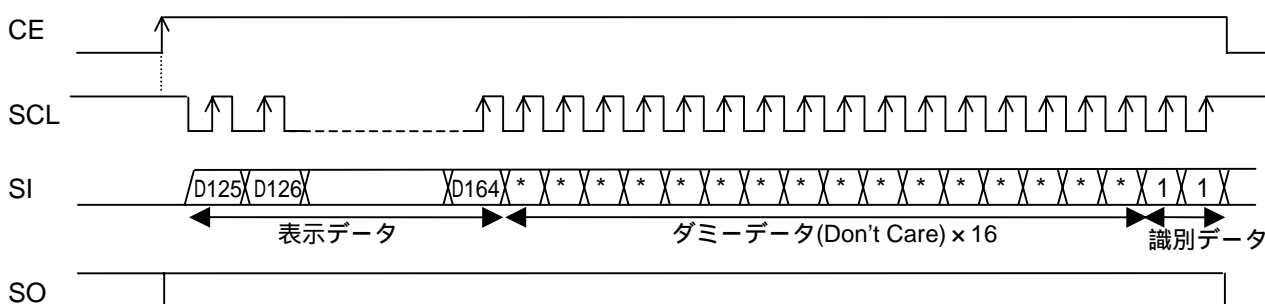 CE
SCL
SI D125 D126 D164 * * * * * * * * * * * * * * * * 1 1
表示データ ダミーデータ(Don't Care) × 16 識別データ
SO